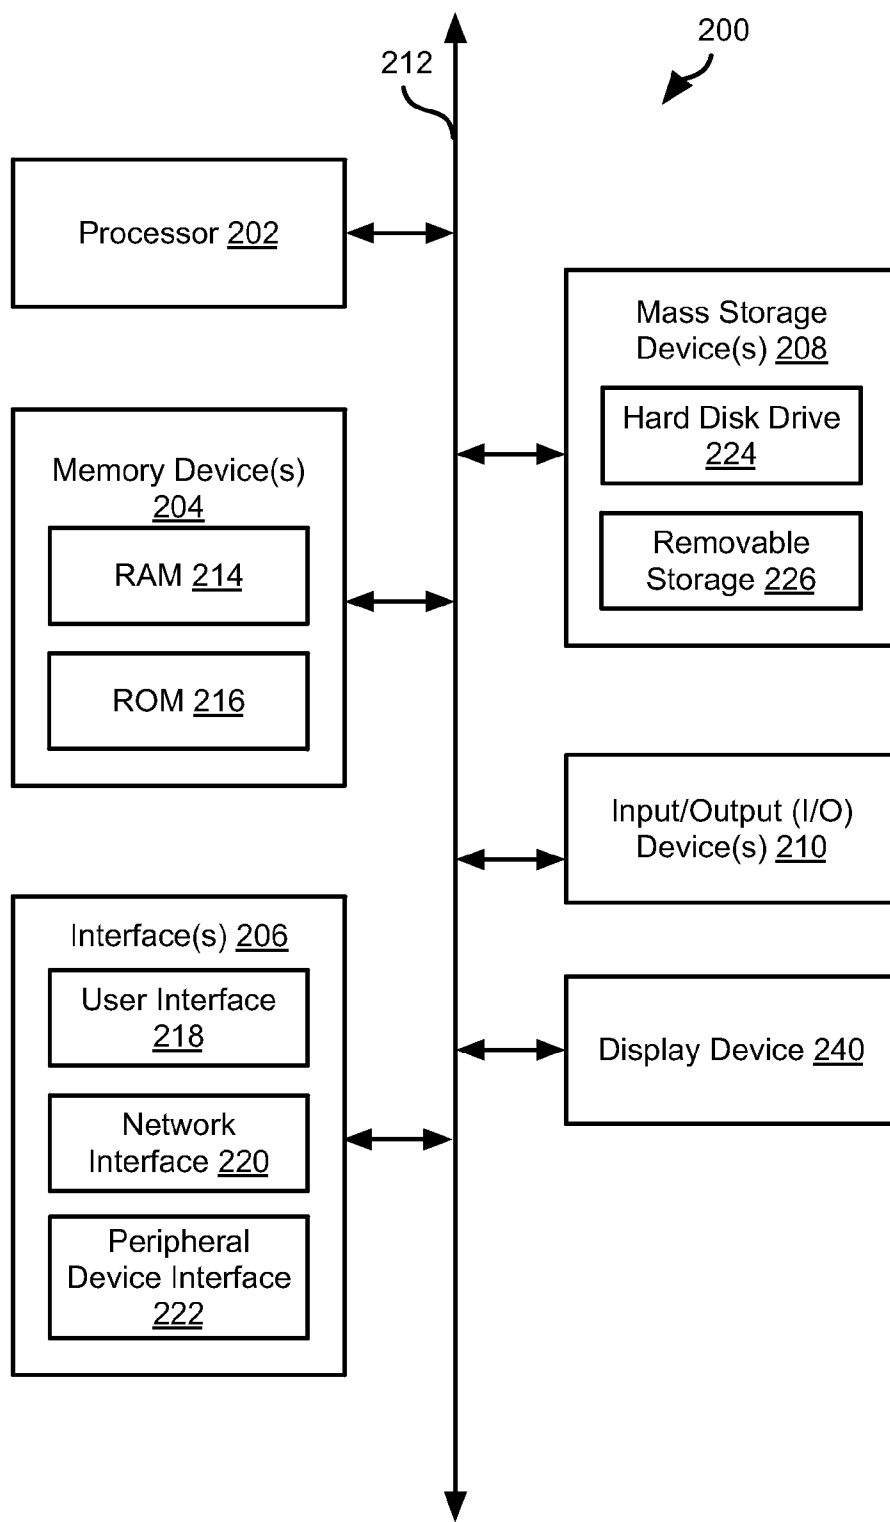 200
212
Processor 202
Mass Storage
Device(s) 208
Hard Disk Drive
224
Removable
Storage 226
Memory Device(s)
204
RAM 214
ROM 216
Input/Output (I/O)
Device(s) 210
Interface(s) 206
User Interface
218
Network
Interface 220
Peripheral
Device Interface
222
Display Device 240